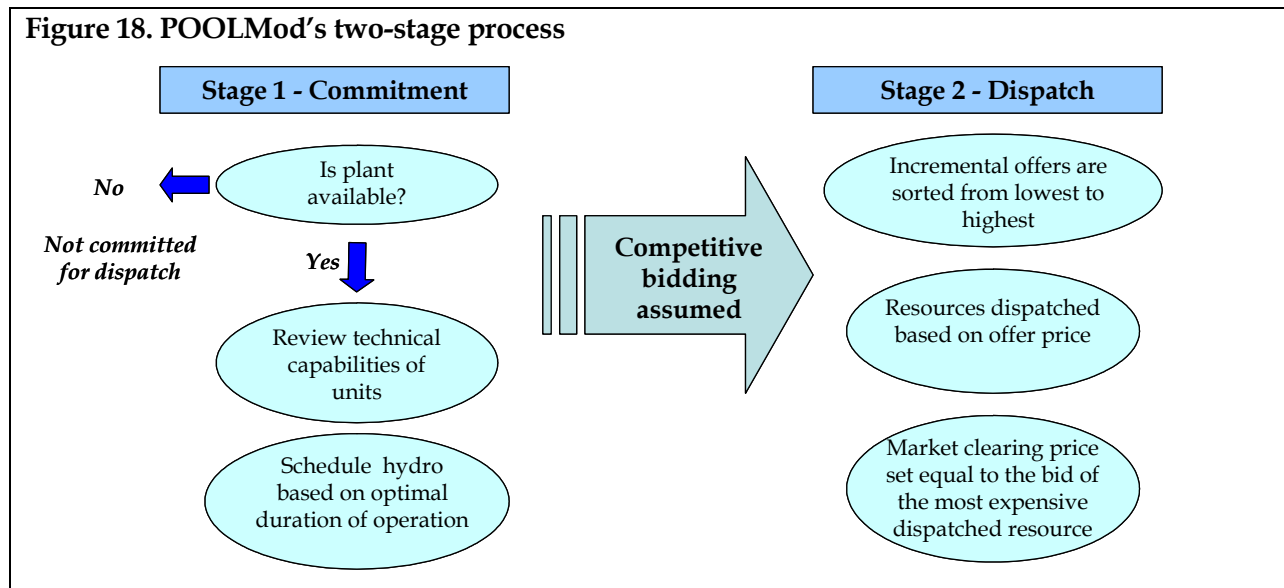 Figure 18. POOLMod's two-stage process
Stage 1 - Commitment
Is plant
available?
No
Not committed
for dispatch
Yes
Review technical
capabilities of
units
Schedule hydro
based on optimal
duration of operation
Competitive
bidding
assumed
Stage 2 - Dispatch
Incremental offers are
sorted from lowest to
highest
Resources dispatched
based on offer price
Market clearing price
set equal to the bid of
the most expensive
dispatched resource